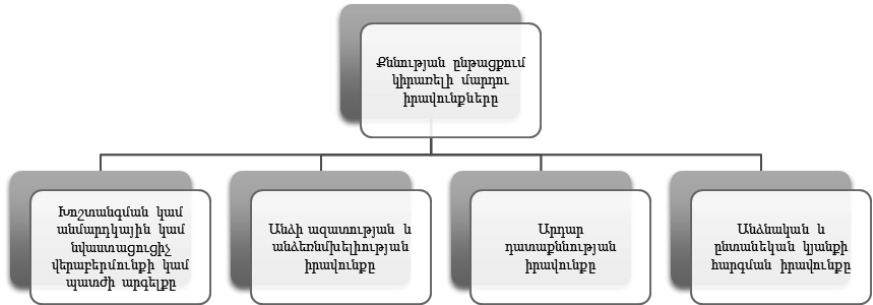 Քննության ընթացքում
կիրառելի մարդու
իրավունքները
Խոշտանգման կամ
անմարդկային կամ
նվաստացուցիչ
վերաբերմունքի կամ
պատժի արգելքը
Անձի ազատության և
անձեռնմխելիության
իրավունքը
Արդար
դատաքննության
իրավունքը
Անձնական և
ընտանեկան կյանքի
հարգման իրավունքը